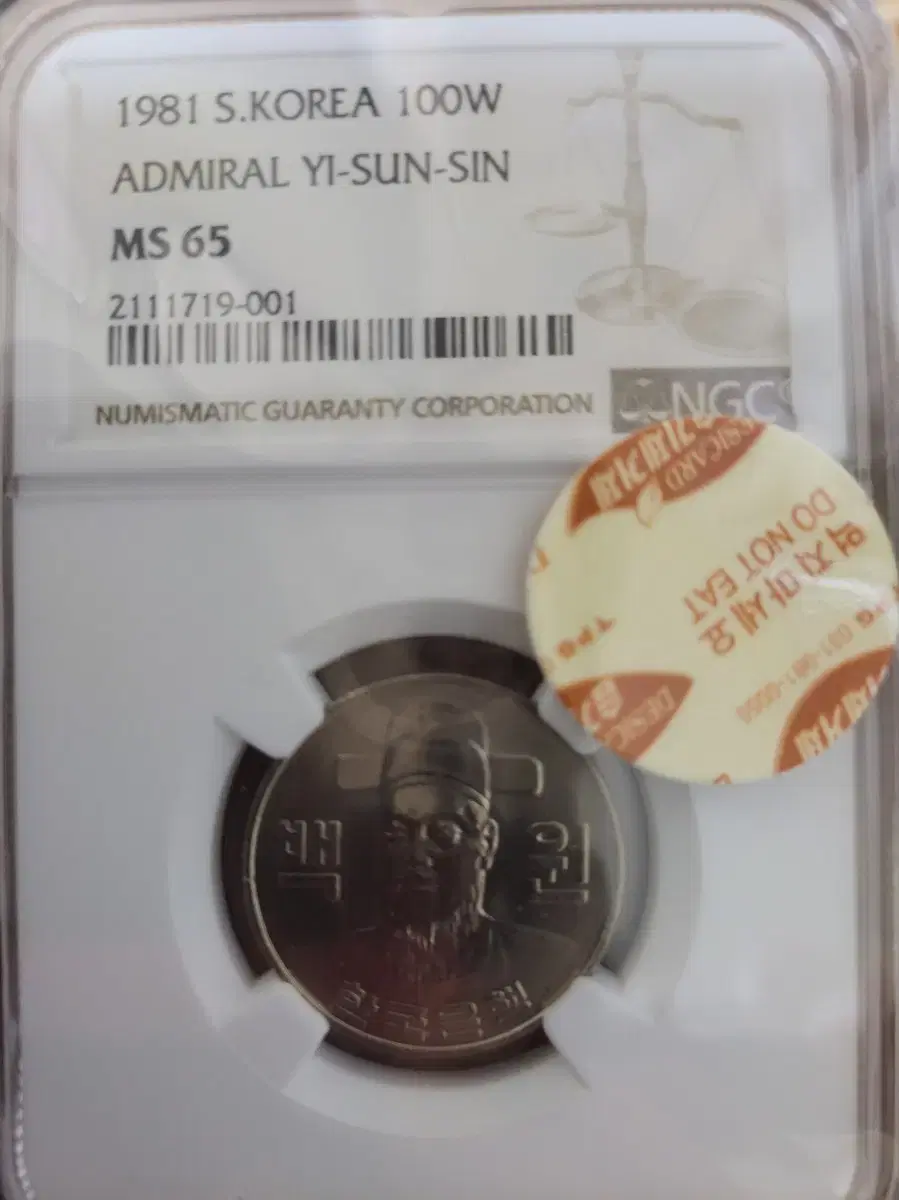 1981 S.KOREA 100W
ADMIRAL YI-SUN-SIN
MS 65
2111719-001
NUMISMATIC GUARANTY CORPORATION
NGC
먹지마세요
DO NOT EAT
백 원
한국은행